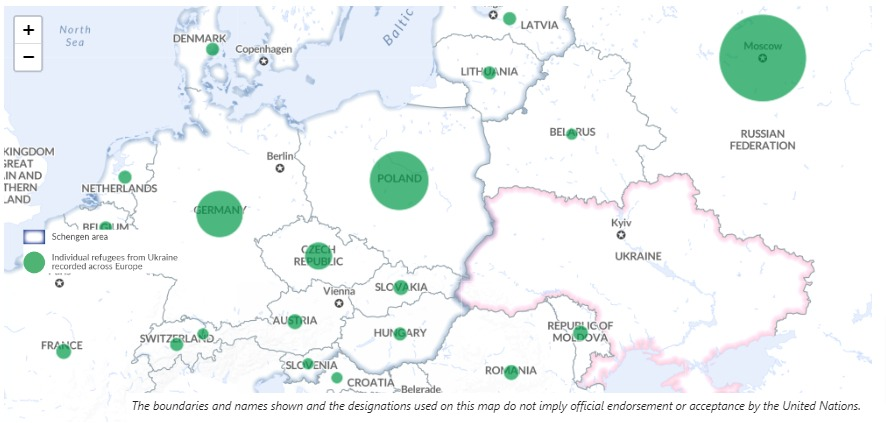 +
−
North
Sea
Baltic
DENMARK
Copenhagen
LATVIA
LITHUANIA
Moscow
BELARUS
RUSSIAN
FEDERATION
KINGDOM
GREAT
IN AND
THERN
LAND
Berlin
NETHERLANDS
POLAND
GERMANY
BELGIUM
Schengen area
Individual refugees from Ukraine
recorded across Europe
Kyiv
UKRAINE
CZECH
REPUBLIC
Vienna
SLOVAKIA
AUSTRIA
HUNGARY
REPUBLIC OF
MOLDOVA
SWITZERLAND
FRANCE
SLOVENIA
ROMANIA
CROATIA
Belgrade
The boundaries and names shown and the designations used on this map do not imply official endorsement or acceptance by the United Nations.